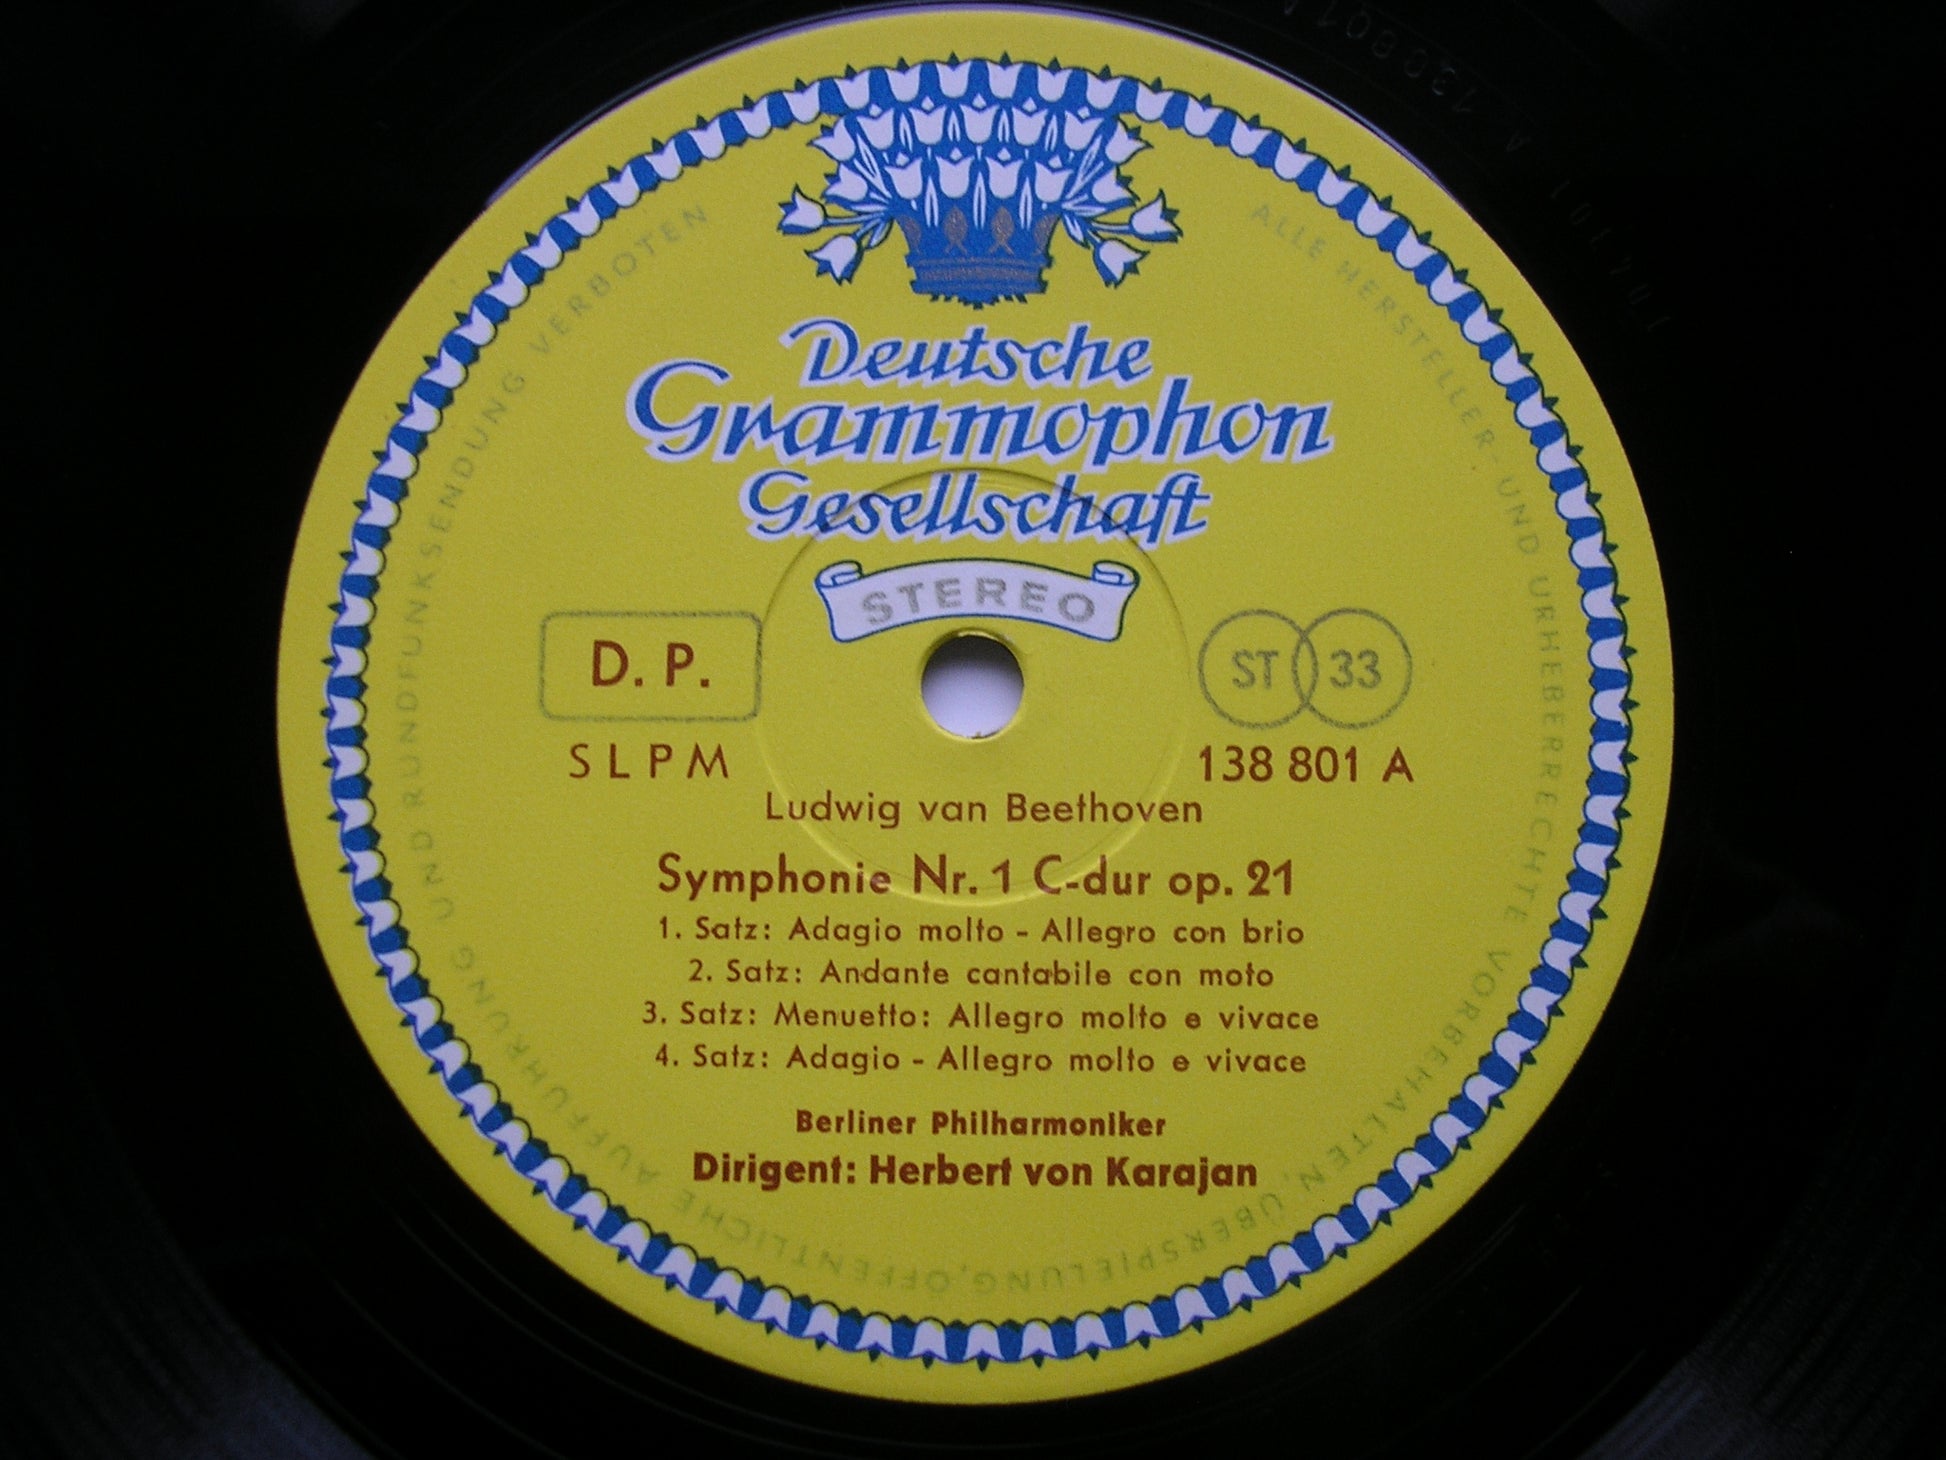 Deutsche
Grammophon
Gesellschaft
STEREO
D. P.
ST 33
SLPM
138 801 A
Ludwig van Beethoven
Symphonie Nr. 1 C-dur op. 21
1. Satz: Adagio molto - Allegro con brio
2. Satz: Andante cantabile con moto
3. Satz: Menuetto: Allegro molto e vivace
4. Satz: Adagio - Allegro molto e vivace
Berliner Philharmoniker
Dirigent: Herbert von Karajan
ALLE HERSTELLER- UND URHEBERRECHTE VORBEHALTEN, ÜBERSPIELUNG, ÖFFENTLICHE AUFFÜHRUNG UND RUNDFUNKSENDUNG VERBOTEN
A 130801